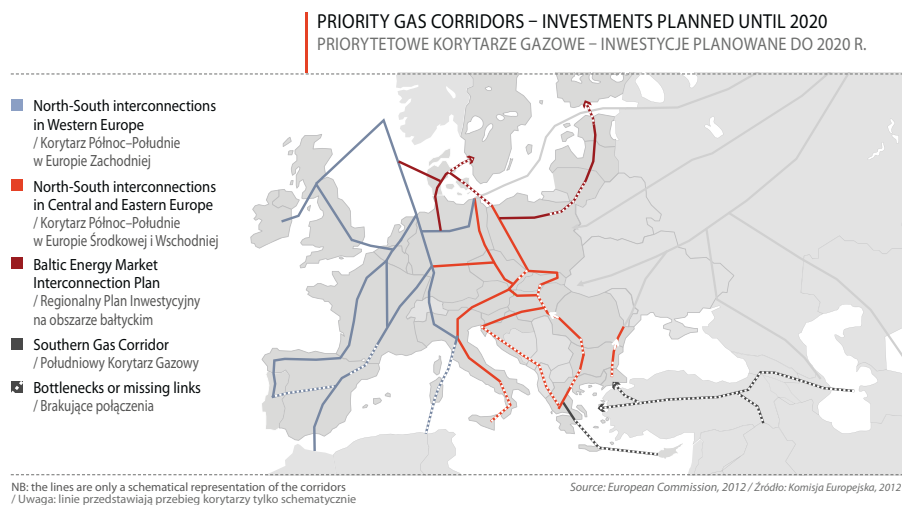 PRIORITY GAS CORRIDORS – INVESTMENTS PLANNED UNTIL 2020
PRIORYTETOWE KORYTARZE GAZOWE – INWESTYCJE PLANOWANE DO 2020 R.
North-South interconnections
in Western Europe
/ Korytarz Północ–Południe
w Europie Zachodniej
North-South interconnections
in Central and Eastern Europe
/ Korytarz Północ–Południe
w Europie Środkowej i Wschodniej
Baltic Energy Market
Interconnection Plan
/ Regionalny Plan Inwestycyjny
na obszarze bałtyckim
Southern Gas Corridor
/ Południowy Korytarz Gazowy
Bottlenecks or missing links
/ Brakujące połączenia
NB: the lines are only a schematical representation of the corridors
/ Uwaga: linie przedstawiają przebieg korytarzy tylko schematycznie
Source: European Commission, 2012 / Źródło: Komisja Europejska, 2012